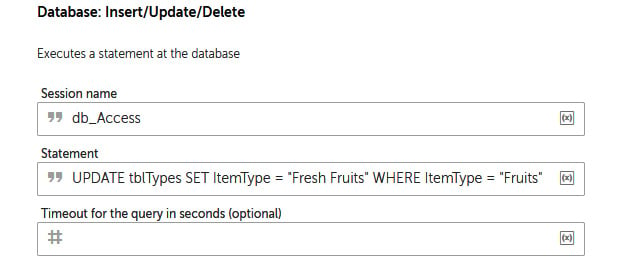 Database: Insert/Update/Delete
Executes a statement at the database
Session name
db_Access
(x)
Statement
UPDATE tblTypes SET ItemType = "Fresh Fruits" WHERE ItemType = "Fruits"
(x)
Timeout for the query in seconds (optional)
#
(x)